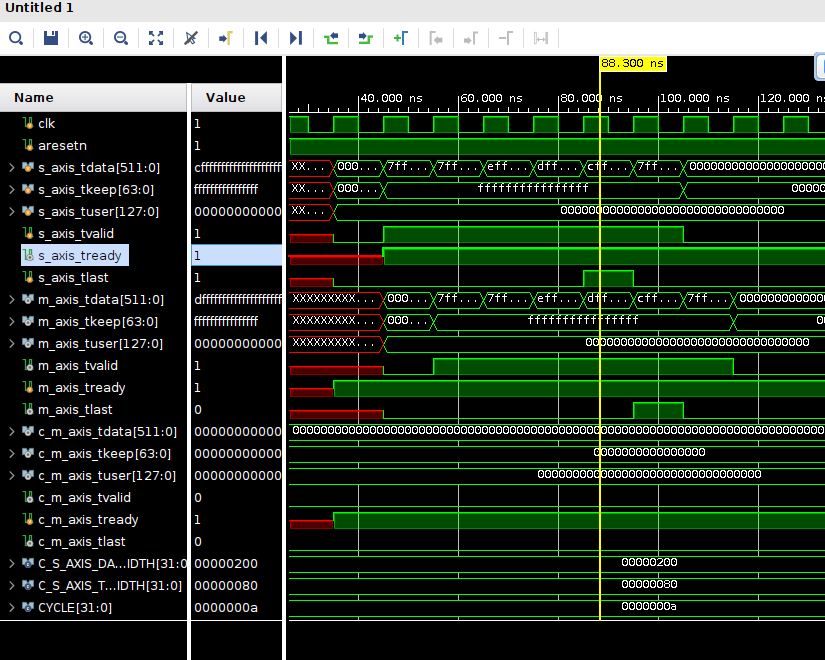 Untitled 1
88.300 ns
Name Value 40.000 ns 60.000 ns 80.000 ns 100.000 ns 120.000 ns
clk 1
aresetn 1
s_axis_tdata[511:0] cfffffffffffffffffff XX... 000... 7ff... 7ff... eff... dff... cff... 7ff... 00000000000000000000
s_axis_tkeep[63:0] ffffffffffffffff XX... 000... ffffffffffffffff 00000
s_axis_tuser[127:0] 00000000000 XX... 00000000000000000000000000000000
s_axis_tvalid 1
s_axis_tready 1
s_axis_tlast 1
m_axis_tdata[511:0] dfffffffffffffffffff XXXXXXXXX... 000... 7ff... 7ff... eff... dff... cff... 7ff... 0000000000000
m_axis_tkeep[63:0] ffffffffffffffff XXXXXXXXX... 000... ffffffffffffffff 00
m_axis_tuser[127:0] 00000000000 XXXXXXXXX... 00000000000000000000000000000000
m_axis_tvalid 1
m_axis_tready 1
m_axis_tlast 0
c_m_axis_tdata[511:0] 00000000000 0000000000000000000000000000000000000000000000000000000000000000000000000000
c_m_axis_tkeep[63:0] 00000000000 0000000000000000
c_m_axis_tuser[127:0] 00000000000 00000000000000000000000000000000
c_m_axis_tvalid 0
c_m_axis_tready 1
c_m_axis_tlast 0
C_S_AXIS_DA...IDTH[31:0 00000200 00000200
C_S_AXIS_T...IDTH[31:0] 00000080 00000080
CYCLE[31:0] 0000000a 0000000a